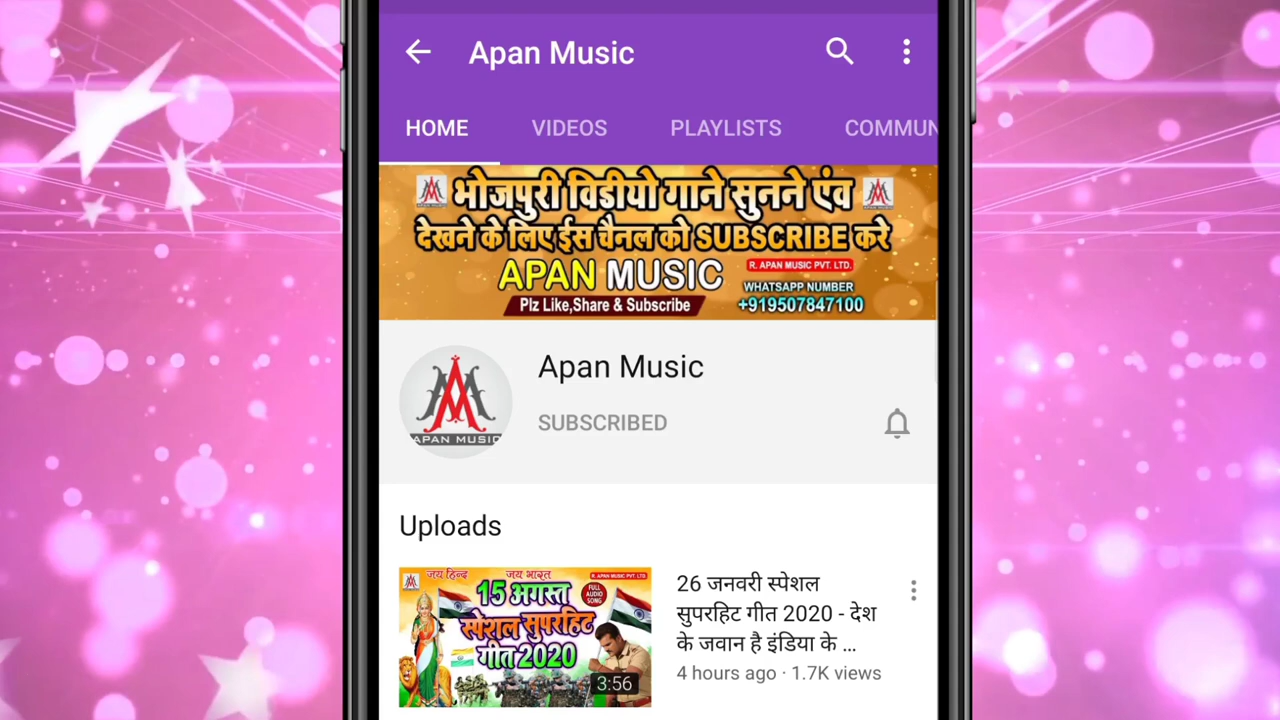 Apan Music
HOME VIDEOS PLAYLISTS COMMUN
भोजपुरी विडीयो गाने सुनने एंव
देखने के लिए ईस चैनल को SUBSCRIBE करे
APAN MUSIC
R. APAN MUSIC PVT. LTD.
Plz Like,Share & Subscribe
WHATSAPP NUMBER
+919507847100
Apan Music
SUBSCRIBED
APAN MUSIC
Uploads
जय हिन्द जय भारत
R. APAN MUSIC PVT. LTD
15 अगस्त
FULL
AUDIO
SONG
स्पेशल सुपरहिट
गीत 2020
3:56
26 जनवरी स्पेशल
सुपरहिट गीत 2020 - देश
के जवान है इंडिया के ...
4 hours ago · 1.7K views